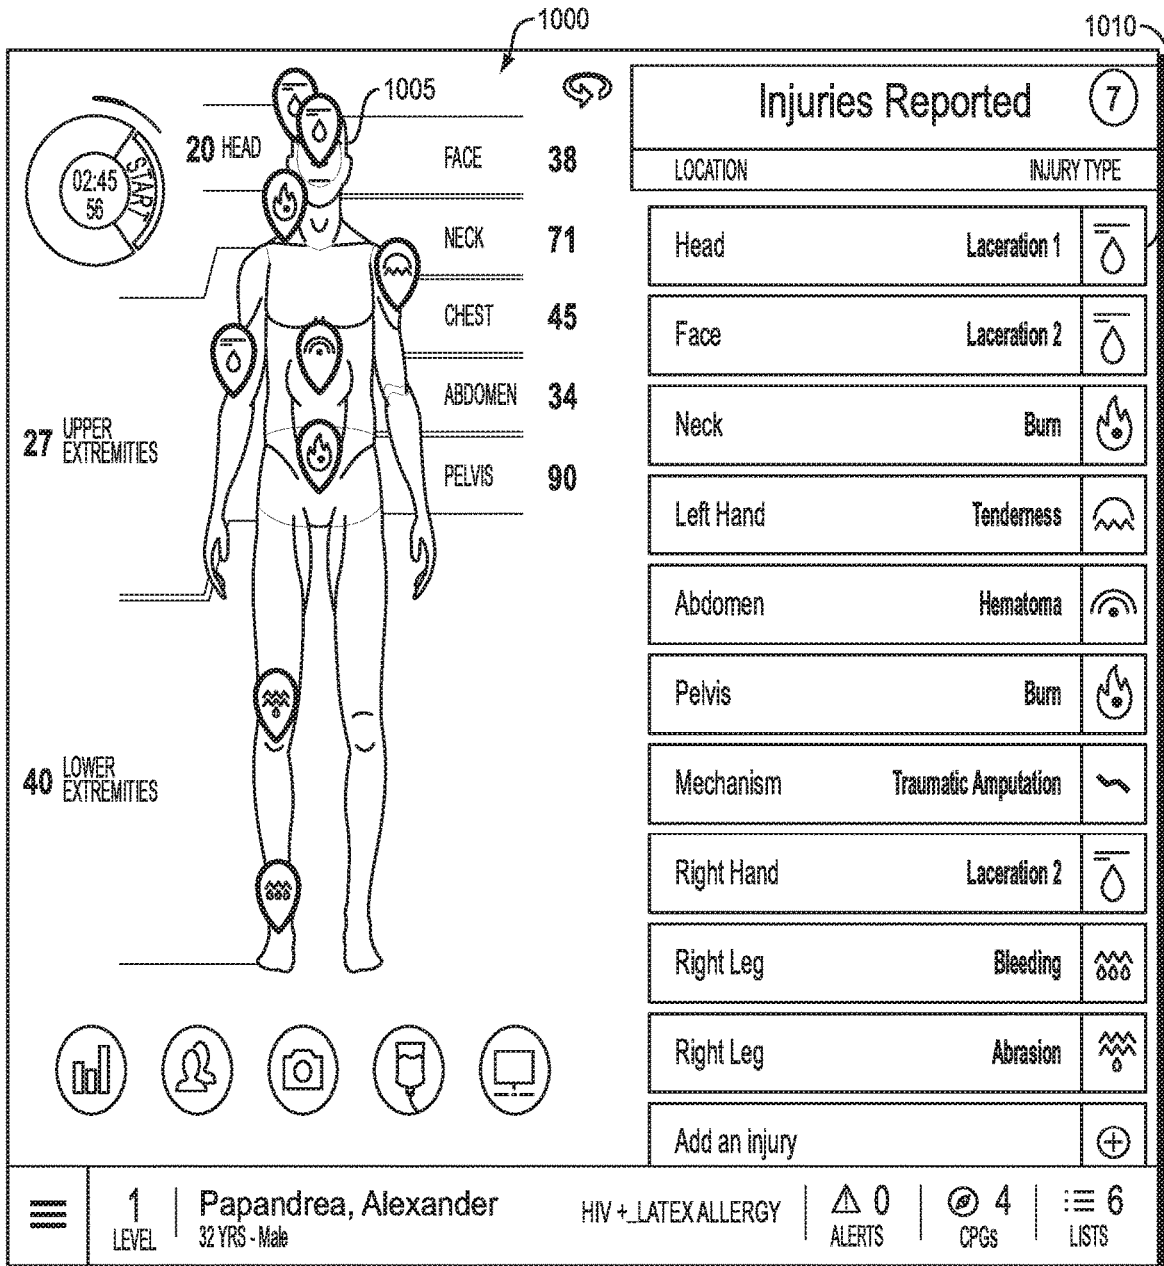 1000
1010
1005
Injuries Reported 7
LOCATION INJURY TYPE
02:45
56
START
20 HEAD
FACE 38
NECK 71
CHEST 45
ABDOMEN 34
PELVIS 90
27 UPPER
EXTREMITIES
40 LOWER
EXTREMITIES
Head Laceration 1
Face Laceration 2
Neck Burn
Left Hand Tenderness
Abdomen Hematoma
Pelvis Burn
Mechanism Traumatic Amputation
Right Hand Laceration 2
Right Leg Bleeding
Right Leg Abrasion
Add an injury
1
LEVEL
Papandrea, Alexander
32 YRS - Male
HIV +_LATEX ALLERGY
0
ALERTS
4
CPGs
6
LISTS